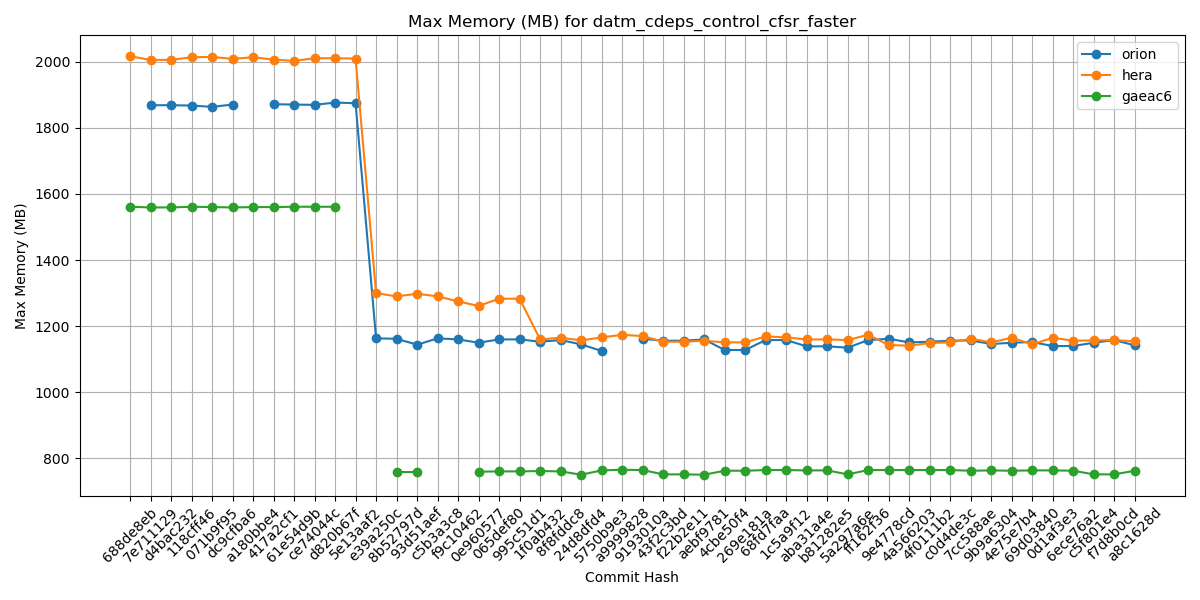 Max Memory (MB) for datm_cdeps_control_cfsr_faster
orion
hera
gaeac6
Max Memory (MB)
2000
1800
1600
1400
1200
1000
800
688de8eb
7e711129
d4bac232
118cff46
071b9f95
dc9cfba6
a180bbe4
417a2cf1
61e54d9b
ce74044c
d820b67f
5e13aaf2
e39a250c
8b52797d
93d51aef
c5b3a3c8
f9c10462
0e960577
065def80
995c51d1
1f0ab432
8f8fddc8
24d8dfd4
5750b9e3
a9999828
9193010a
43f2c3bd
f22b2e11
aebf9781
4cbe50f4
269e181a
68fd7faa
1c5a9f12
aba31a4e
b81282e5
5a297a6e
ff162f36
9e4778cd
4a566203
4f011b2
c0d4de3c
7cc588ae
9b9a6304
4e75e7b4
69d03840
0d1af3e3
6ece76a2
c5f801e4
f7d8b0cd
a8c1628d
Commit Hash